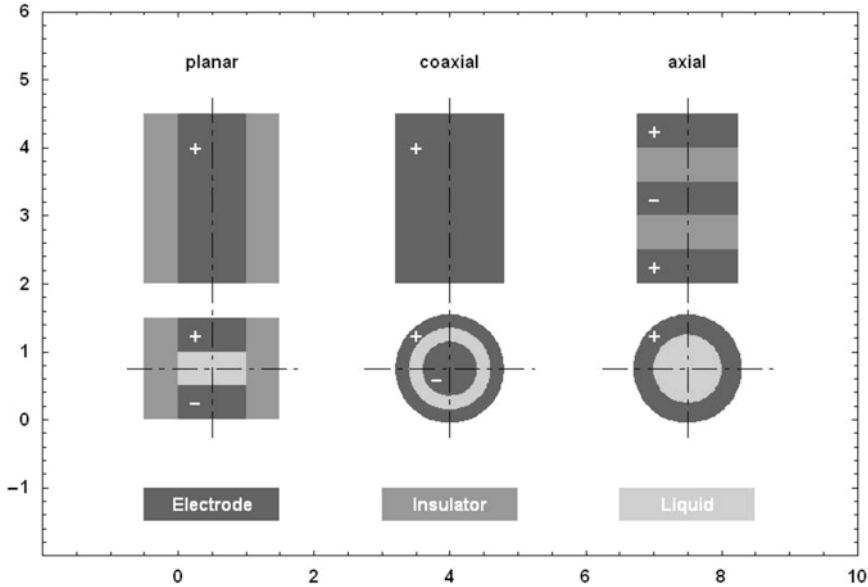 6
planar coaxial axial
5
+ + +
4
3
−
+
2
+ + +
1
−
−
0
−1
Electrode Insulator Liquid
0 2 4 6 8 10